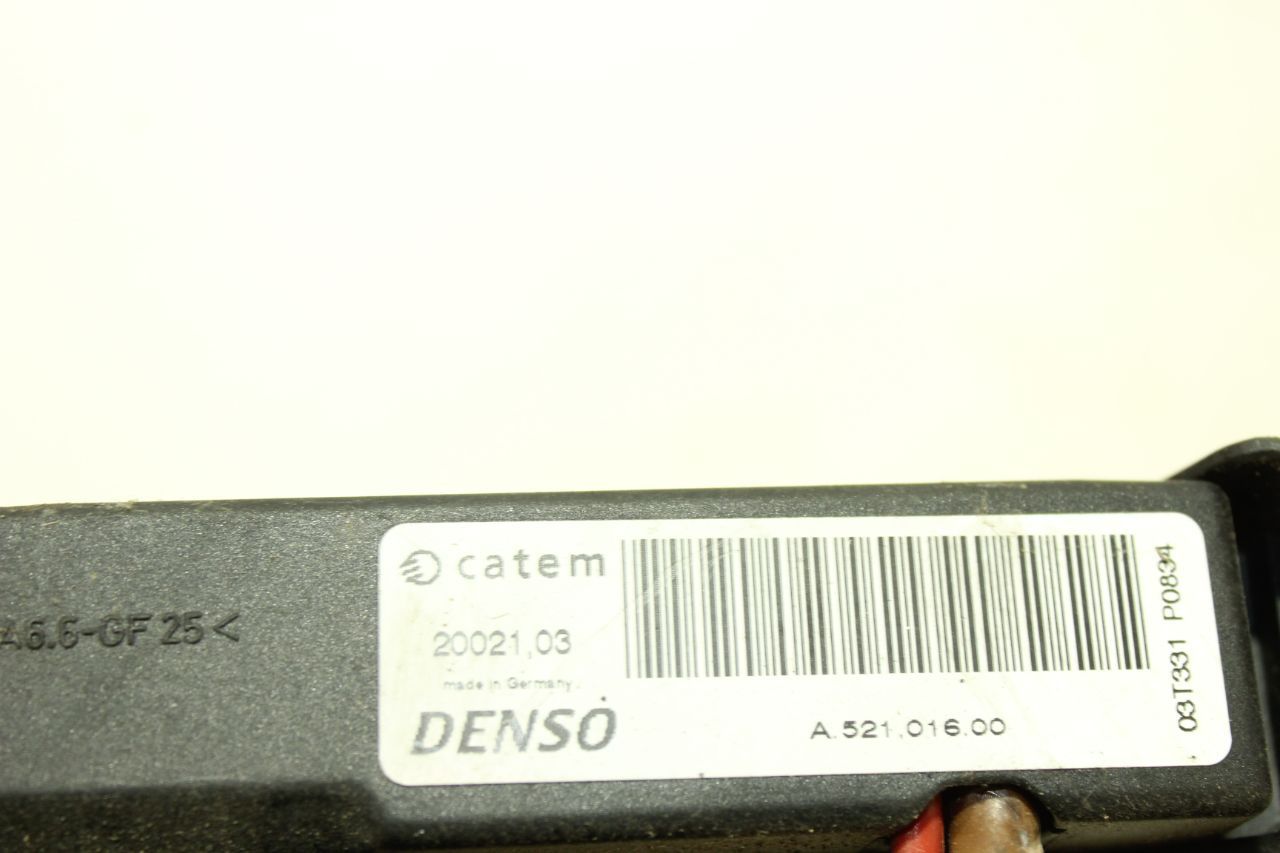 catem
20021,03
made in Germany.
DENSO
A.521.016.00
03T331 P0834
A6.6-GF 25<